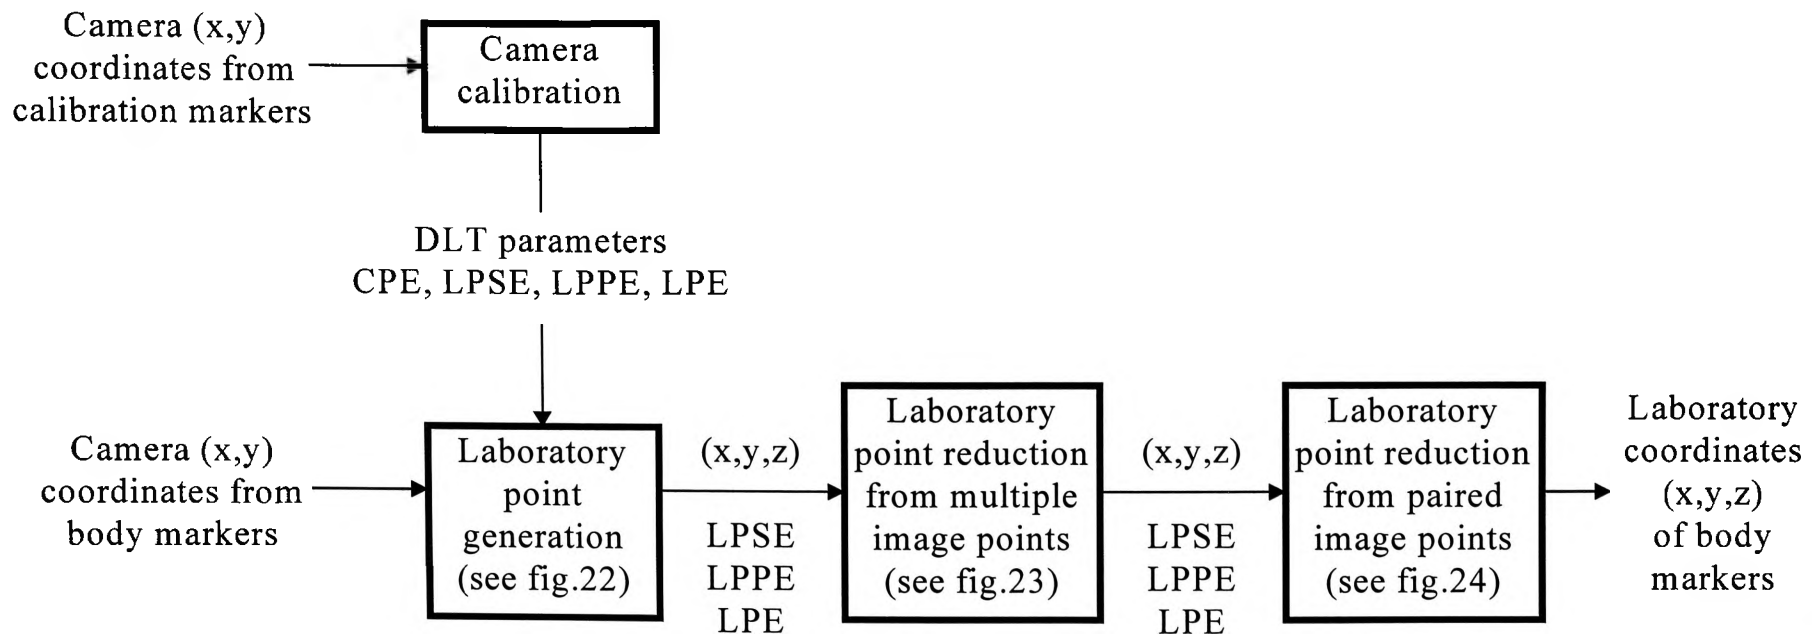 Camera (x,y)
coordinates from
calibration markers
Camera
calibration
DLT parameters
CPE, LPSE, LPPE, LPE
Camera (x,y)
coordinates from
body markers
Laboratory
point
generation
(see fig.22)
(x,y,z)
LPSE
LPPE
LPE
Laboratory
point reduction
from multiple
image points
(see fig.23)
(x,y,z)
LPSE
LPPE
LPE
Laboratory
point reduction
from paired
image points
(see fig.24)
Laboratory
coordinates
(x,y,z)
of body
markers